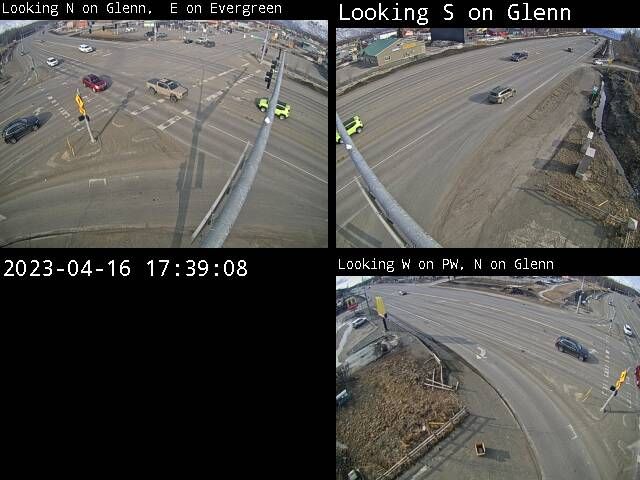 Looking N on Glenn, E on Evergreen
Looking S on Glenn
2023-04-16 17:39:08
Looking W on PW, N on Glenn